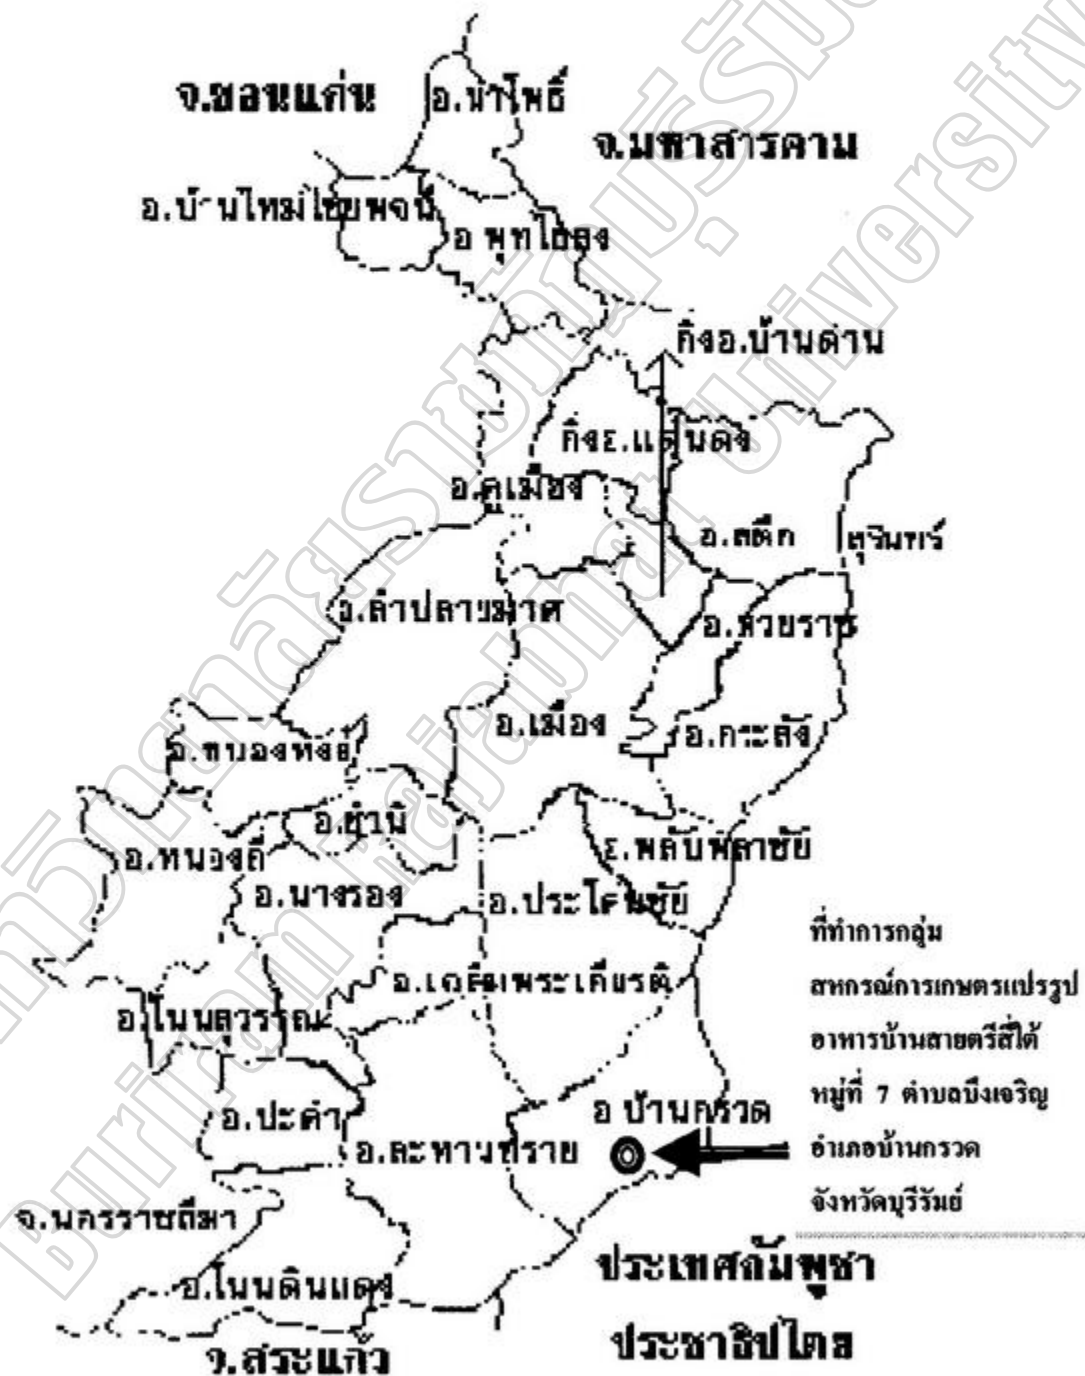 จ.ขอนแก่น
อ.นาโพธิ์
จ.มหาสารคาม
อ.บ้านใหม่ไชยพจน์
อ พุทไธสง
กิ่งอ.บ้านด่าน
กิ่งอ.แคนดง
อ.คูเมือง
อ.สตึก
สุรินทร์
อ.ลำปลายมาศ
อ.ห้วยราช
อ.เมือง
อ.กระสัง
อ.หนองหงส์
อ.ชำนิ
อ.พลับพลาชัย
อ.หนองกี่
อ.นางรอง
อ.ประโคนชัย
ที่ทำการกลุ่ม
สหกรณ์การเกษตรแปรรูป
อาหารบ้านสายตรีสี่ใต้
หมู่ที่ 7 ตำบลบึงเจริญ
อำเภอบ้านกรวด
จังหวัดบุรีรัมย์
อ.เฉลิมพระเกียรติ
อ.โนนสุวรรณ
อ.ปะคำ
อ บ้านกรวด
อ.ละหานทราย
จ.นครราชสีมา
อ.โนนดินแดง
ประเทศกัมพูชา
ประชาธิปไตย
จ.สระแก้ว
Buriram Rajabhat University